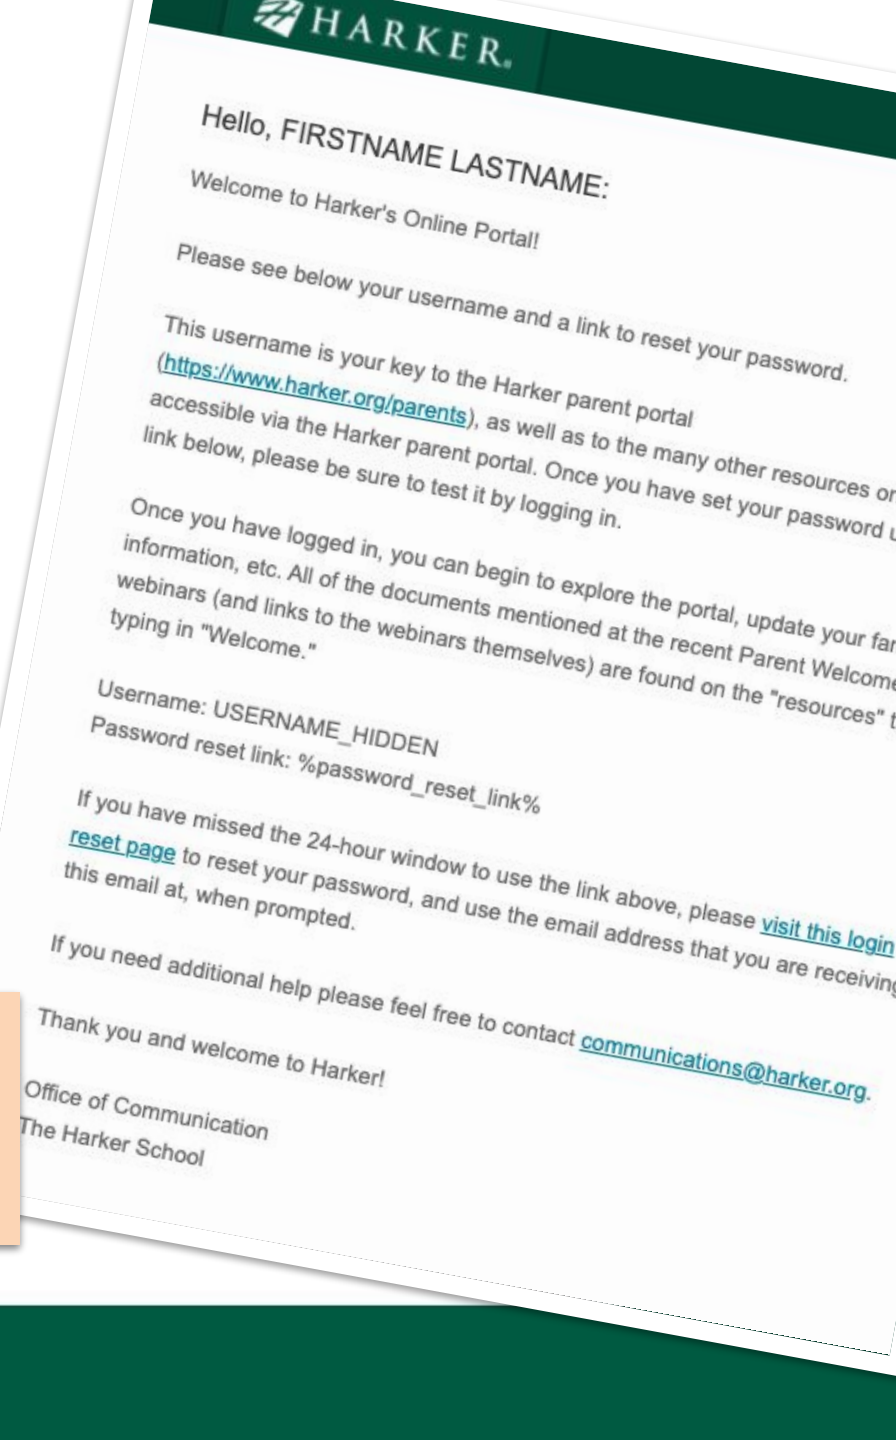 HARKER®
Hello, FIRSTNAME LASTNAME:
Welcome to Harker's Online Portal!
Please see below your username and a link to reset your password.
This username is your key to the Harker parent portal
(https://www.harker.org/parents), as well as to the many other resources
accessible via the Harker parent portal. Once you have set your password
link below, please be sure to test it by logging in.
Once you have logged in, you can begin to explore the portal, update your
information, etc. All of the documents mentioned at the recent Parent Welcome
webinars (and links to the webinars themselves) are found on the "resources"
typing in "Welcome."
Username: USERNAME_HIDDEN
Password reset link: %password_reset_link%
If you have missed the 24-hour window to use the link above, please visit this login
reset page to reset your password, and use the email address that you are receiving
this email at, when prompted.
If you need additional help please feel free to contact communications@harker.org.
Thank you and welcome to Harker!
Office of Communication
The Harker School